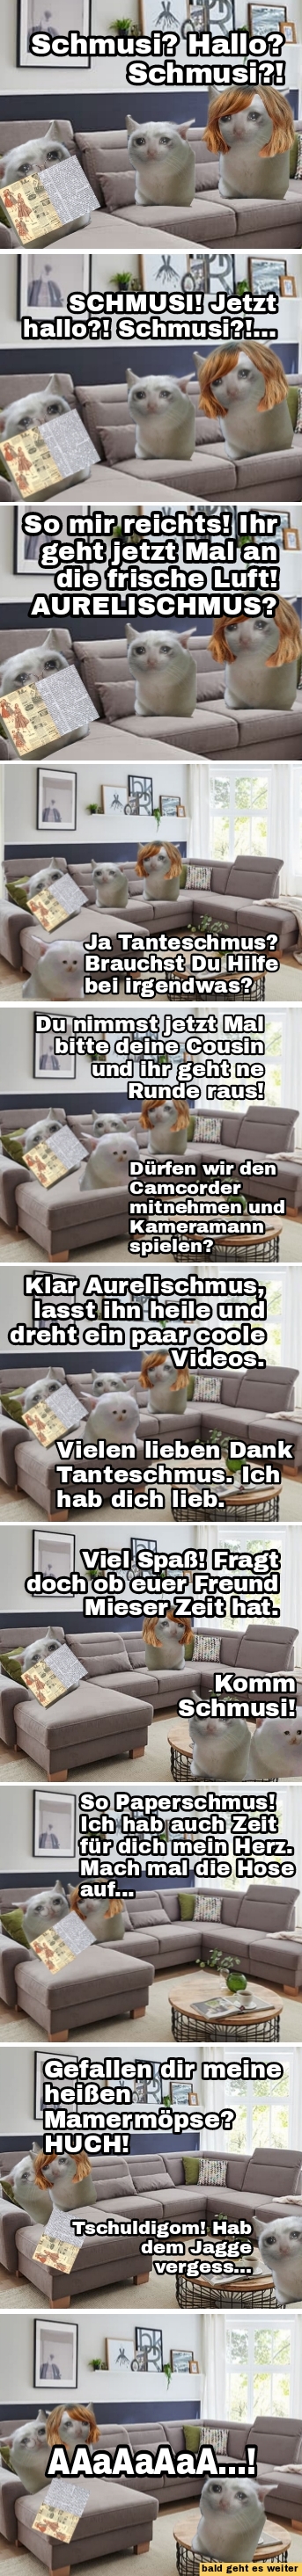 Schmusi? Hallo?
Schmusi?!
SCHMUSI! Jetzt
hallo?! Schmusi?!...
So mir reichts! Ihr
geht jetzt Mal an
die frische Luft!
AURELISCHMUS?
Ja Tanteschmus?
Brauchst Du Hilfe
bei irgendwas?
Du nimmst jetzt Mal
bitte deine Cousin
und ihr geht ne
Runde raus!
Dürfen wir den
Camcorder
mitnehmen und
Kameramann
spielen?
Klar Aurelischmus,
lasst ihn heile und
dreht ein paar coole
Videos.
Vielen lieben Dank
Tanteschmus. Ich
hab dich lieb.
Viel Spaß! Fragt
doch ob euer Freund
Mieser Zeit hat.
Komm
Schmusi!
So Paperschmus!
Ich hab auch Zeit
für dich mein Herz.
Mach mal die Hose
auf...
Gefallen dir meine
heißen
Mamermöpse?
HUCH!
Tschuldigom! Hab
dem Jagge
vergess...
AAaAaAaA...!
bald geht es weiter